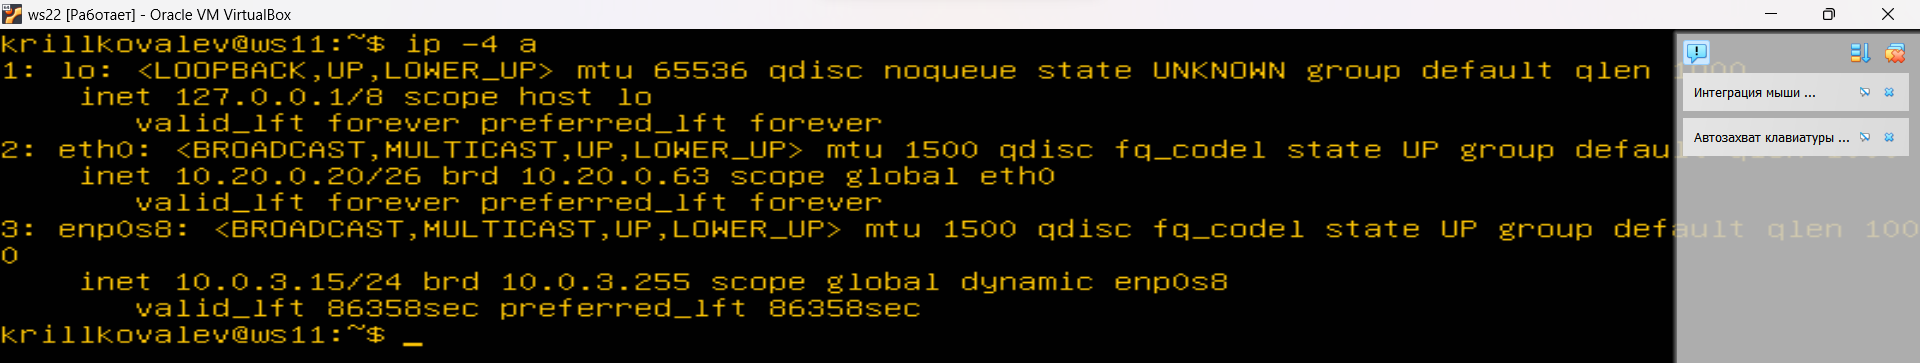 ws22 [Работает] - Oracle VM VirtualBox
krillkovalev@ws11:~$ ip -4 a
1: lo: <LOOPBACK,UP,LOWER_UP> mtu 65536 qdisc noqueue state UNKNOWN group default qlen 1000
inet 127.0.0.1/8 scope host lo
valid_lft forever preferred_lft forever
2: eth0: <BROADCAST,MULTICAST,UP,LOWER_UP> mtu 1500 qdisc fq_codel state UP group default qlen 1000
inet 10.20.0.20/26 brd 10.20.0.63 scope global eth0
valid_lft forever preferred_lft forever
3: enp0s8: <BROADCAST,MULTICAST,UP,LOWER_UP> mtu 1500 qdisc fq_codel state UP group default qlen 100
0
inet 10.0.3.15/24 brd 10.0.3.255 scope global dynamic enp0s8
valid_lft 86358sec preferred_lft 86358sec
krillkovalev@ws11:~$ _
Интеграция мыши ...
Автозахват клавиатуры ...